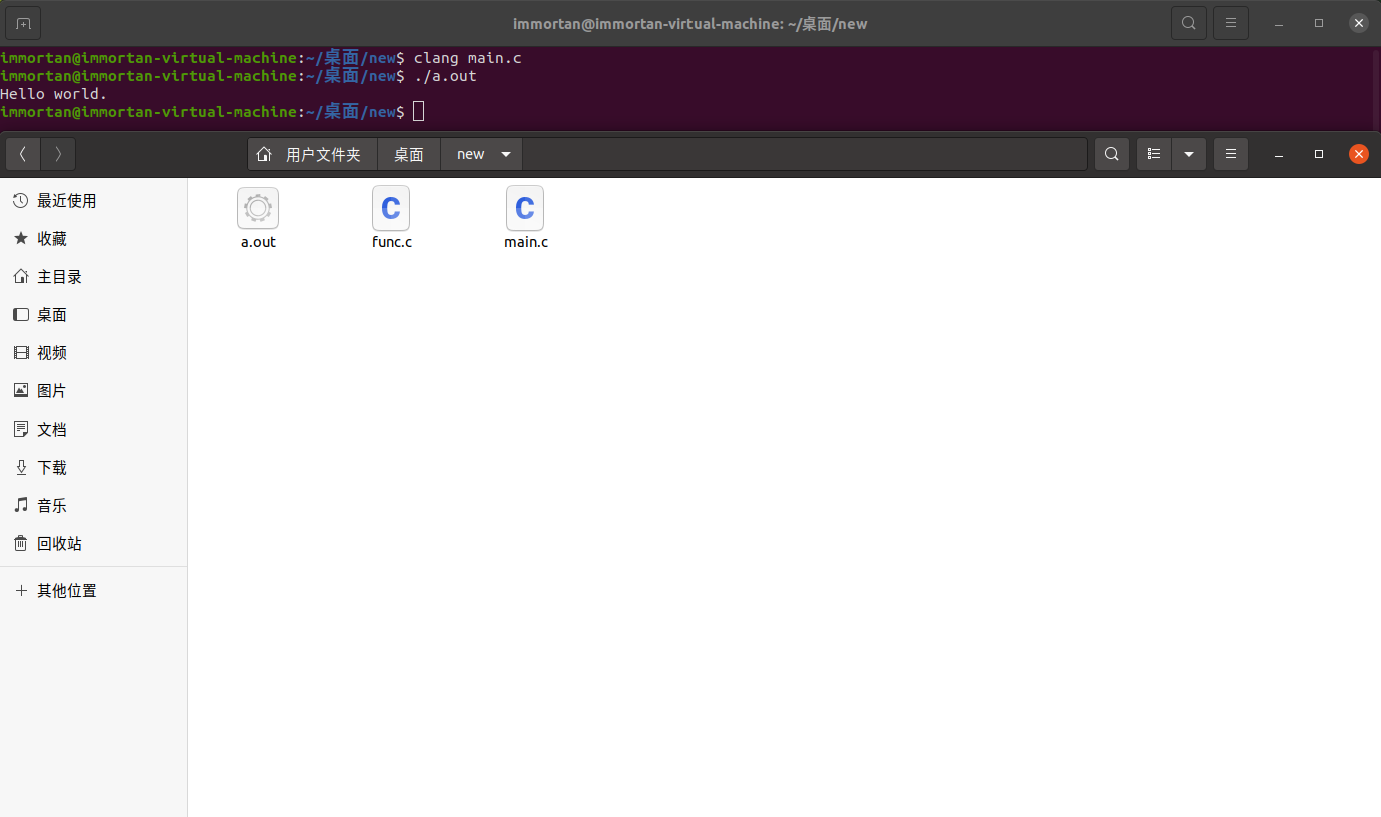 immortan@immortan-virtual-machine: ~/桌面/new
immortan@immortan-virtual-machine:~/桌面/new$ clang main.c
immortan@immortan-virtual-machine:~/桌面/new$ ./a.out
Hello world.
immortan@immortan-virtual-machine:~/桌面/new$
用户文件夹 桌面 new
最近使用
收藏
主目录
桌面
视频
图片
文档
下载
音乐
回收站
其他位置
a.out func.c main.c